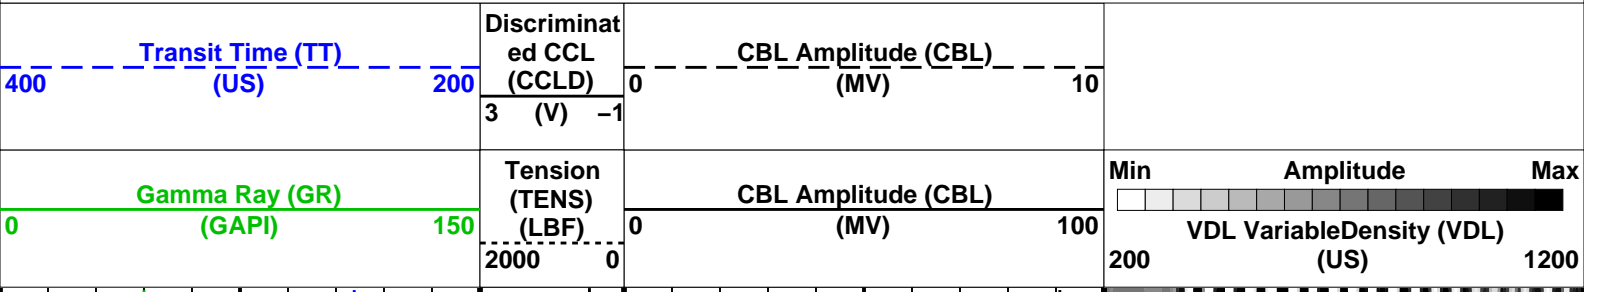 Transit Time (TT)
400 (US) 200
Discriminat
ed CCL
(CCLD)
3 (V) –1
CBL Amplitude (CBL)
0 (MV) 10
Gamma Ray (GR)
0 (GAPI) 150
Tension
(TENS)
(LBF)
2000 0
CBL Amplitude (CBL)
0 (MV) 100
Min Amplitude Max
VDL VariableDensity (VDL)
200 (US) 1200